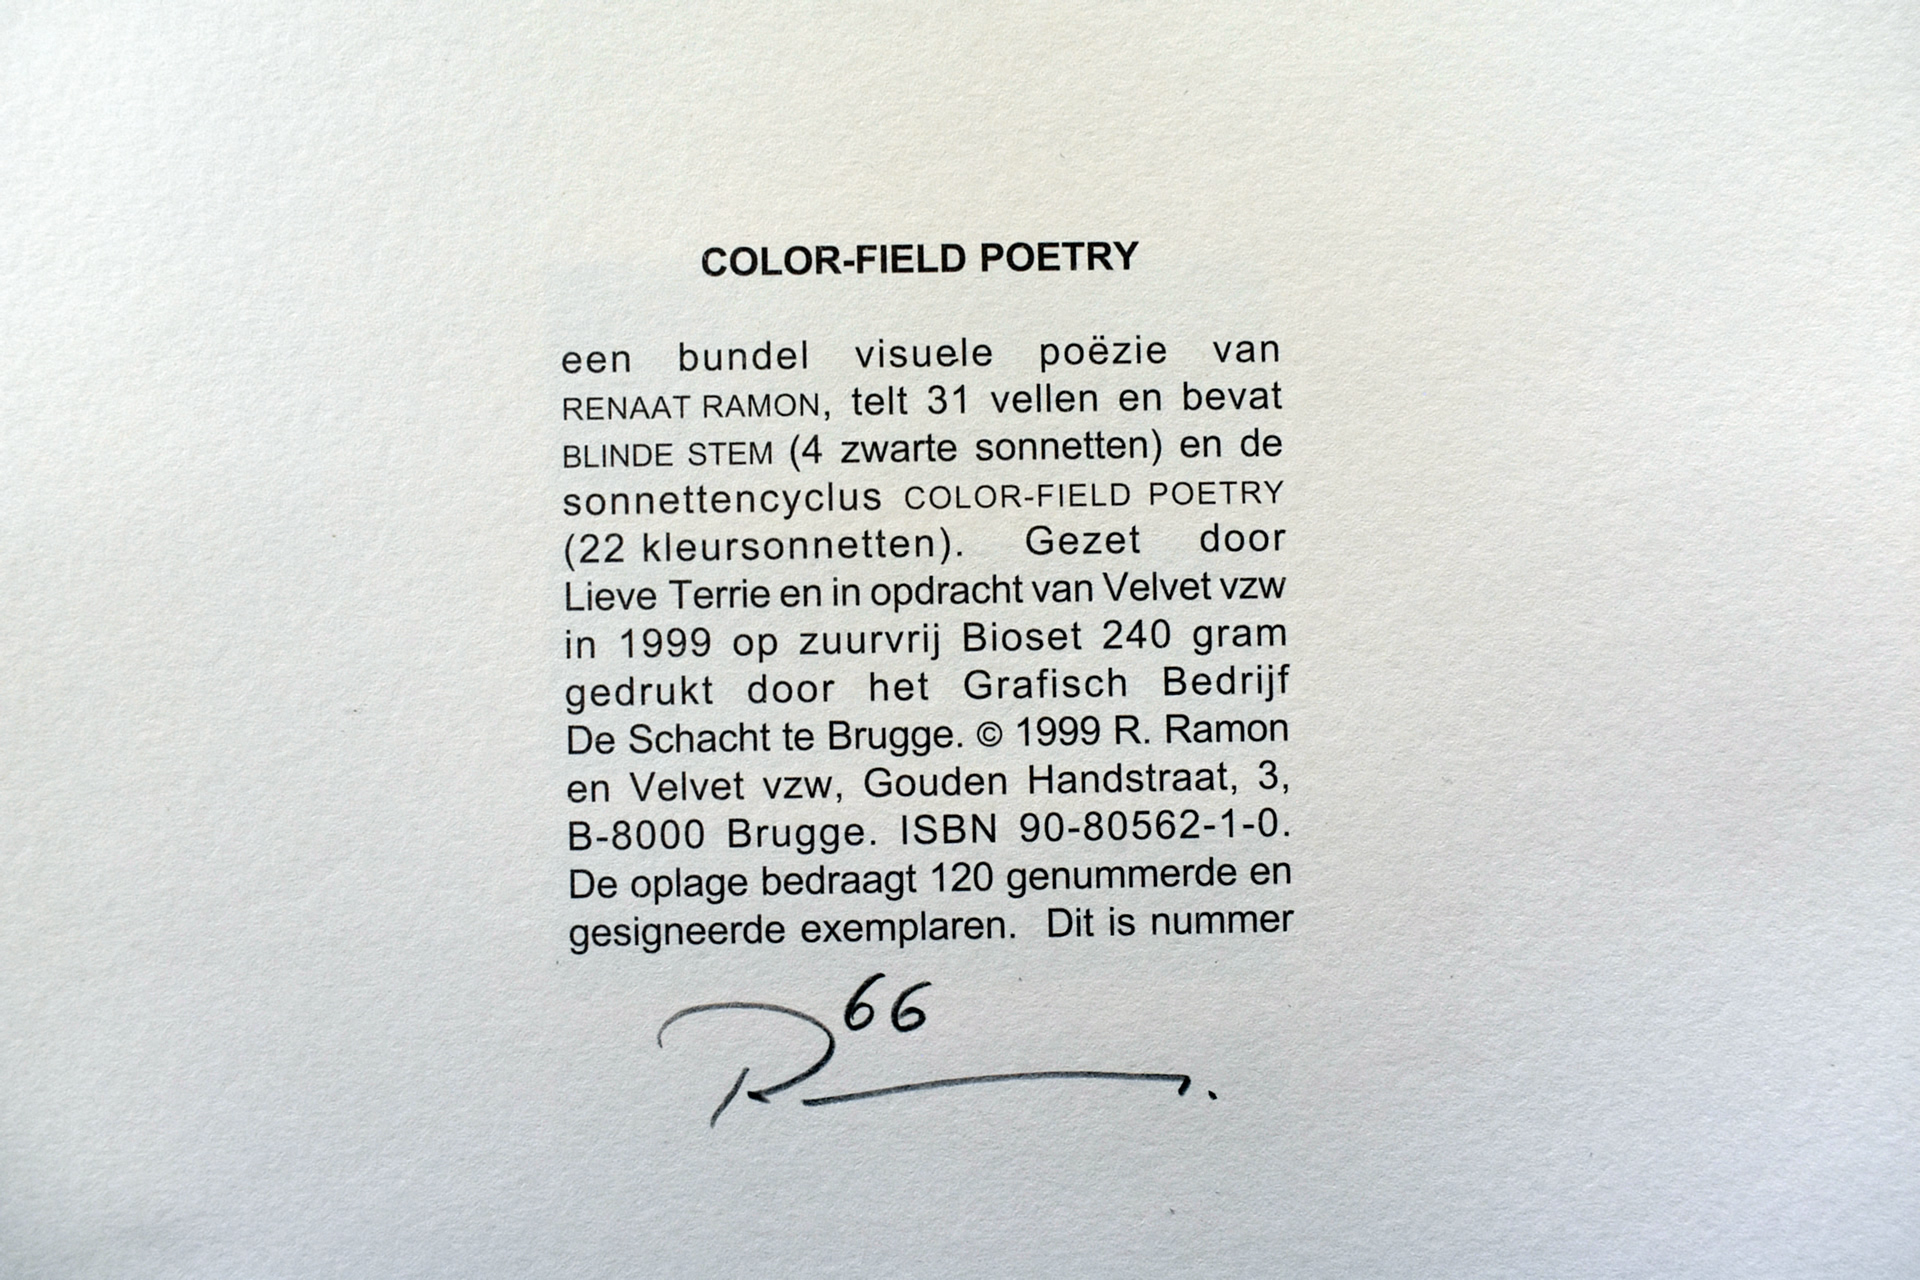 COLOR-FIELD POETRY
een bundel visuele poëzie van
RENAAT RAMON, telt 31 vellen en bevat
BLINDE STEM (4 zwarte sonnetten) en de
sonnettencyclus COLOR-FIELD POETRY
(22 kleursonnetten). Gezet door
Lieve Terrie en in opdracht van Velvet vzw
in 1999 op zuurvrij Bioset 240 gram
gedrukt door het Grafisch Bedrijf
De Schacht te Brugge. © 1999 R. Ramon
en Velvet vzw, Gouden Handstraat, 3,
B-8000 Brugge. ISBN 90-80562-1-0.
De oplage bedraagt 120 genummerde en
gesigneerde exemplaren. Dit is nummer
66